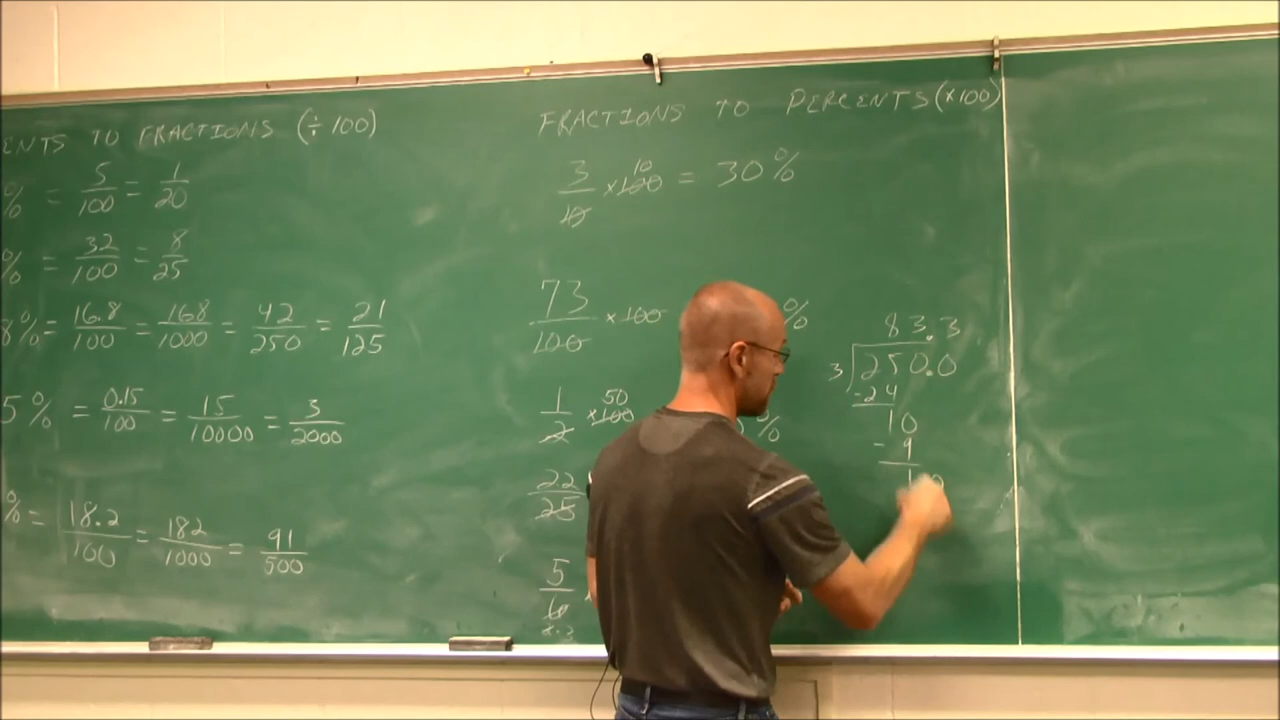 ENTS TO FRACTIONS (÷ 100)
% = 5/100 = 1/20
% = 32/100 = 8/25
8% = 16.8/100 = 168/1000 = 42/250 = 21/125
5% = 0.15/100 = 15/10000 = 3/2000
% = 18.2/100 = 182/1000 = 91/500
FRACTIONS TO PERCENTS (×100)
3/10 × 100 10 = 30%
73/100 × 100 %
1/2 × 100 50 %
22/25
5/6
83.3
3 250.0
- 24
10
- 9
1